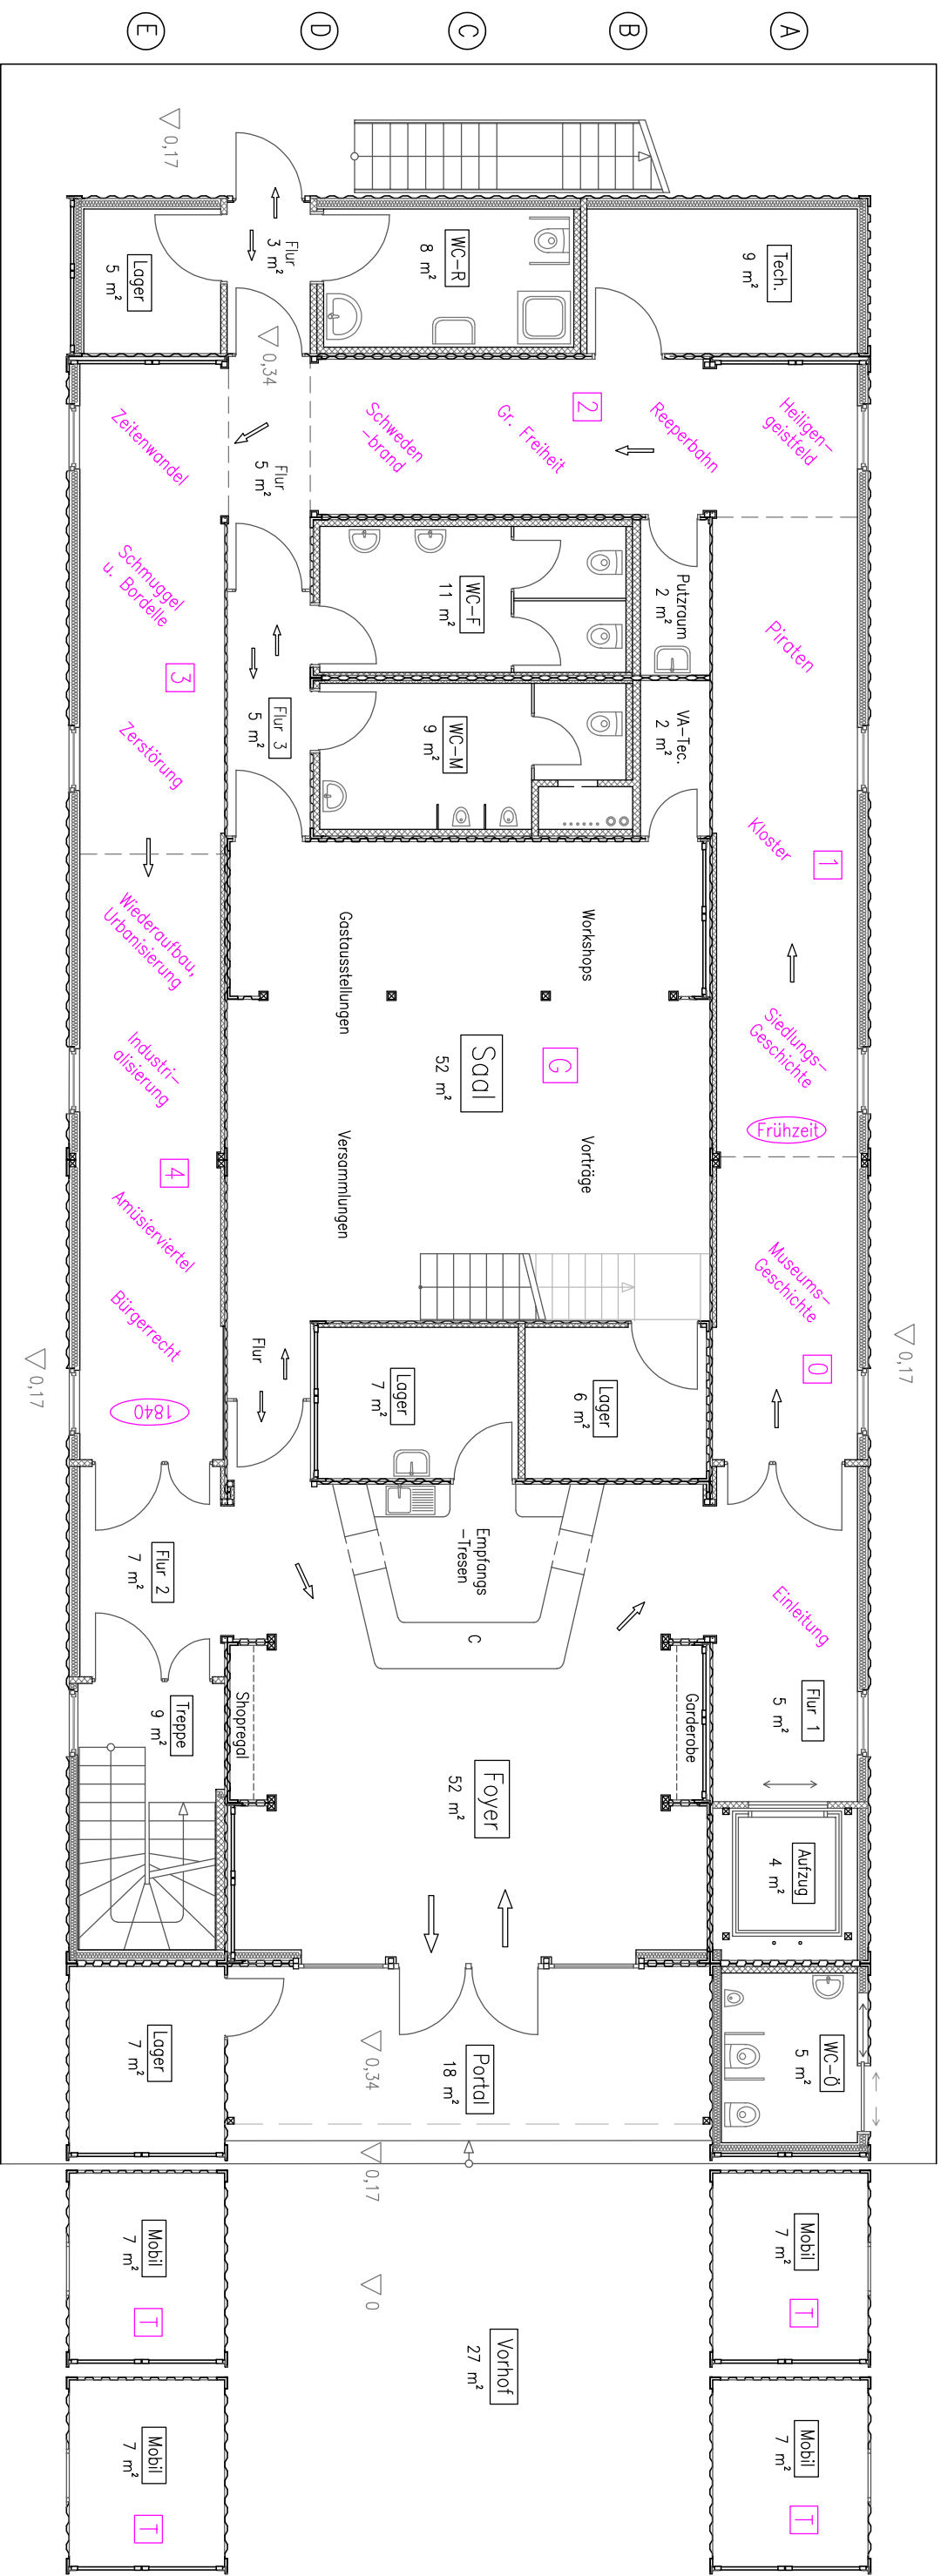 A
0,17
Tech.
9 m²
Heiligen-
geistfeld
Piraten
Kloster
1
Siedlungs-
Geschichte
Frühzeit
Museums-
Geschichte
0
Einleitung
Flur 1
5 m²
Aufzug
4 m²
WC-Ö
5 m²
Mobil
7 m²
T
Mobil
7 m²
T
B
Reeperbahn
2
Gr. Freiheit
Schweden
-brand
Putzraum
2 m²
VA-Tec.
2 m²
Workshops
G
Vorträge
Lager
6 m²
Garderobe
C
WC-R
8 m²
WC-F
11 m²
WC-M
9 m²
Saal
52 m²
Lager
7 m²
Empfangs
-Tresen
C
Foyer
52 m²
Portal
18 m²
Vorhof
27 m²
D
Flur
3 m²
0,34
Flur
5 m²
Flur 3
5 m²
Gastausstellungen
Versammlungen
Flur
Shopregal
0,34
0,17
0
E
0,17
Lager
5 m²
Zeitenwandel
Schmuggel
u. Bordelle
3
Zerstörung
Wiederaufbau,
Urbanisierung
Industri-
alisierung
4
Amüsierviertel
Bürgerrecht
1840
Flur 2
7 m²
Treppe
9 m²
Lager
7 m²
Mobil
7 m²
T
Mobil
7 m²
T
0,17